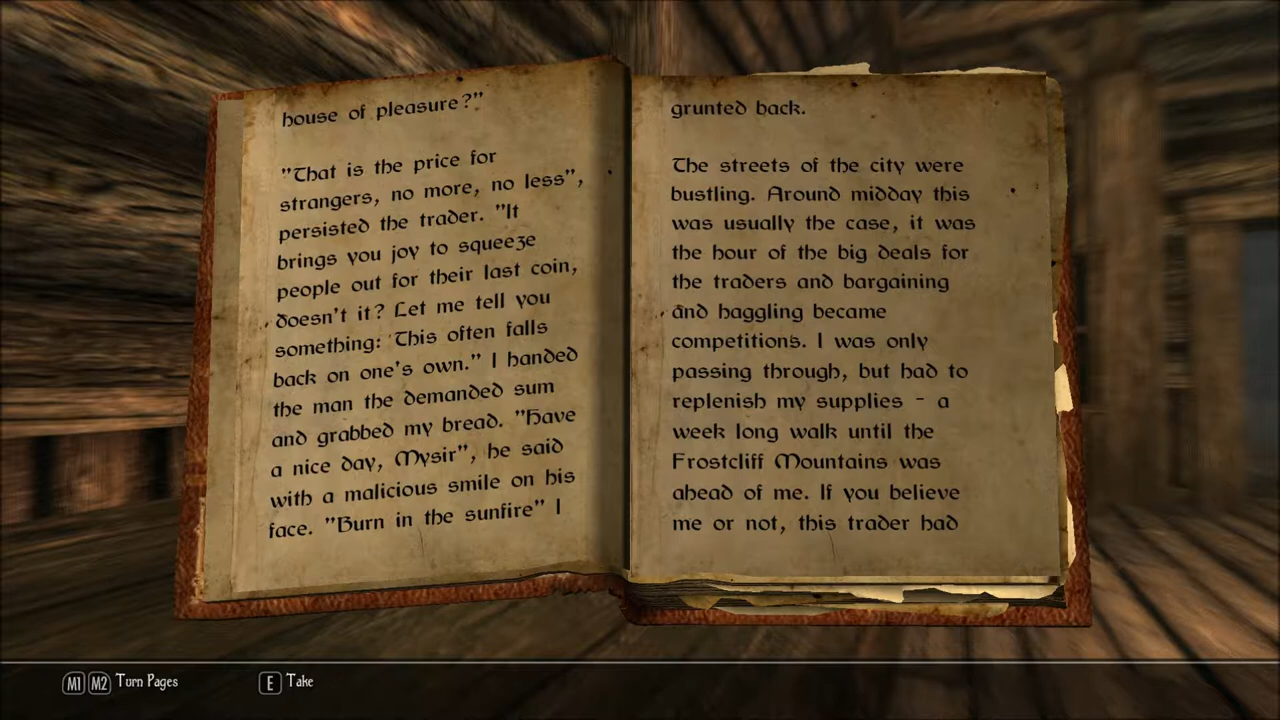 house of pleasure?"
"That is the price for
strangers, no more, no less",
persisted the trader. "It
brings you joy to squeeze
people out for their last coin,
doesn't it? Let me tell you
something: This often falls
back on one's own." I handed
the man the demanded sum
and grabbed my bread. "Have
a nice day, Mysir", he said
with a malicious smile on his
face. "Burn in the sunfire" I
grunted back.
The streets of the city were
bustling. Around midday this
was usually the case, it was
the hour of the big deals for
the traders and bargaining
and haggling became
competitions. I was only
passing through, but had to
replenish my supplies - a
week long walk until the
Frostcliff Mountains was
ahead of me. If you believe
me or not, this trader had
M1 M2 Turn Pages
E Take